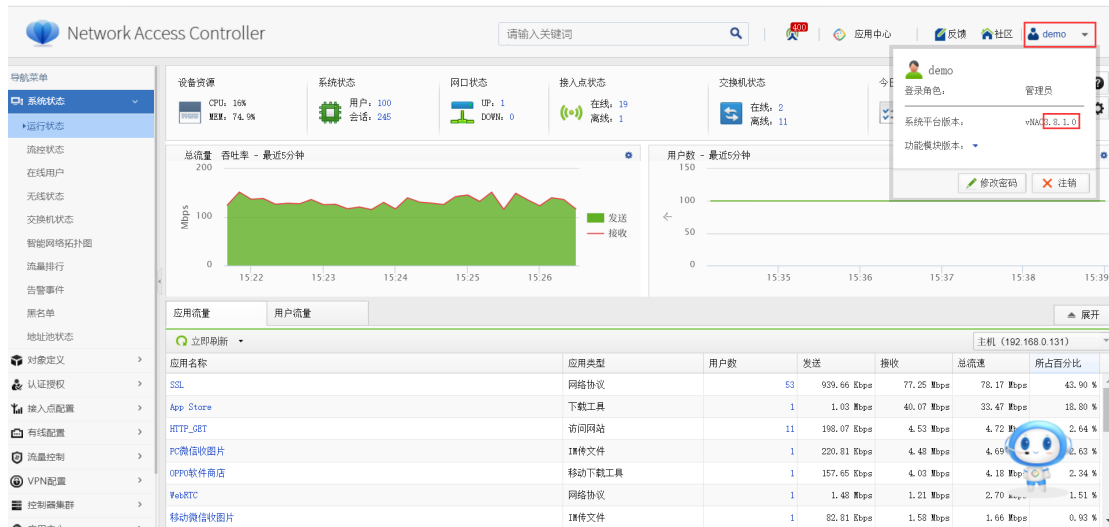 Network Access Controller
请输入关键词
400
应用中心
反馈
社区
demo
导航菜单
系统状态
运行状态
流控状态
在线用户
无线状态
交换机状态
智能网络拓扑图
流量排行
告警事件
黑名单
地址池状态
对象定义
认证授权
接入点配置
有线配置
流量控制
VPN配置
控制器集群
设备资源
CPU: 16%
MEM: 74.9%
系统状态
用户: 100
会话: 245
网口状态
UP: 1
DOWN: 0
接入点状态
在线: 19
离线: 1
交换机状态
在线: 2
离线: 11
demo
登录角色: 管理员
系统平台版本: vNAC3.8.1.0
功能模块版本:
修改密码 注销
总流量 吞吐率 - 最近5分钟
200
100
0
Mbps
15:22 15:23 15:24 15:25 15:26
发送
接收
用户数 - 最近5分钟
150
100
50
0
15:35 15:36 15:37 15:38 15:39
应用流量 用户流量 展开
立即刷新 主机 (192.168.0.131)
应用名称 应用类型 用户数 发送 接收 总流速 所占百分比
SSL 网络协议 53 939.66 Kbps 77.25 Mbps 78.17 Mbps 43.90 %
App Store 下载工具 1 1.03 Mbps 40.07 Mbps 33.47 Mbps 18.80 %
HTTP_GET 访问网站 11 198.07 Kbps 4.53 Mbps 4.72 2.64 %
PC微信收图片 IM传文件 1 220.81 Kbps 4.48 Mbps 4.69 2.63 %
OPPO软件商店 移动下载工具 1 157.65 Kbps 4.03 Mbps 4.18 Mbps 2.34 %
WebRTC 网络协议 1 1.48 Mbps 1.21 Mbps 2.70 1.51 %
移动微信收图片 IM传文件 1 82.81 Kbps 1.58 Mbps 1.66 Mbps 0.93 %